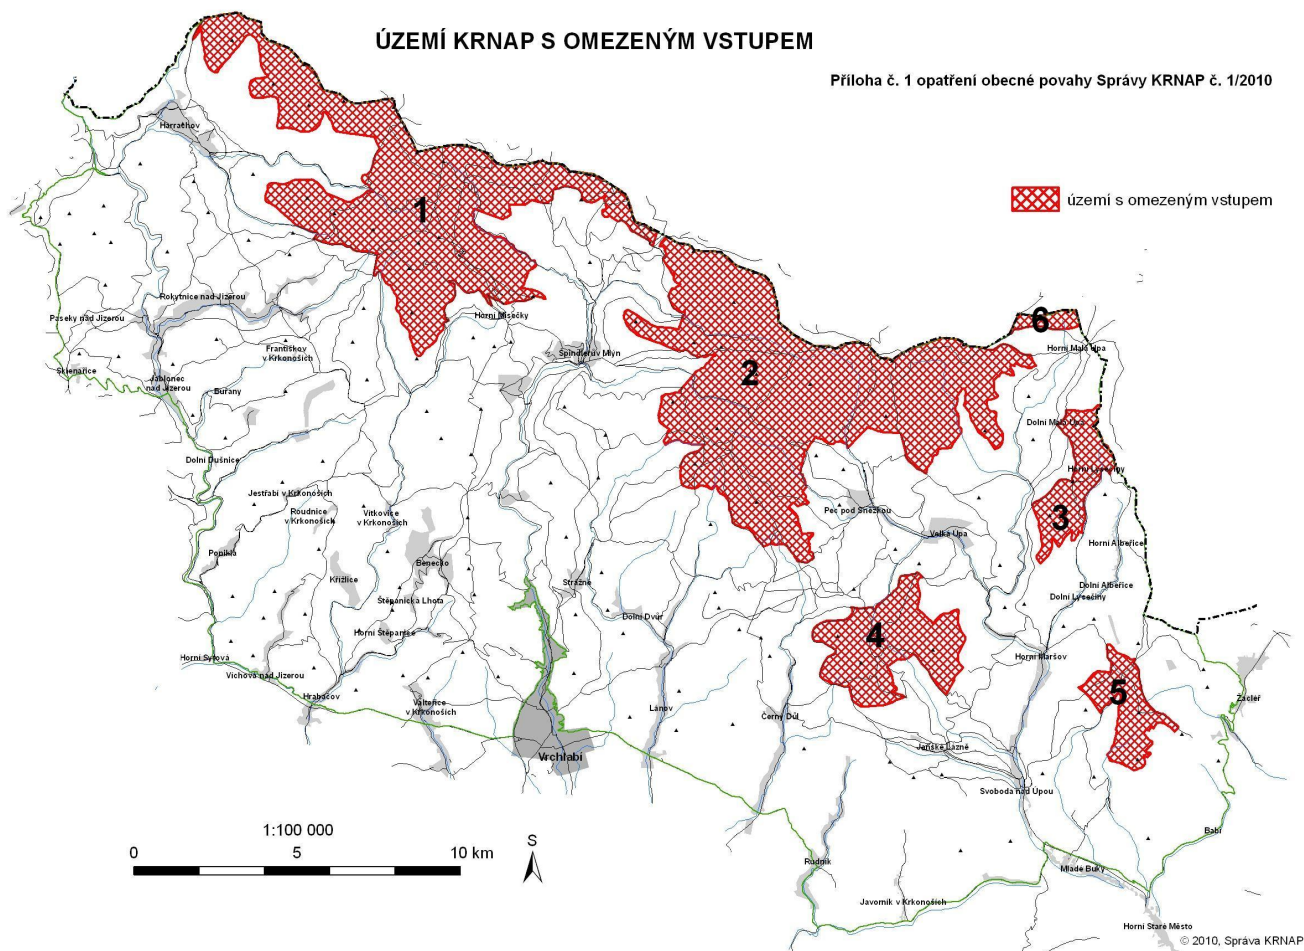 ÚZEMÍ KRNAP S OMEZENÝM VSTUPEM
Příloha č. 1 opatření obecné povahy Správy KRNAP č. 1/2010
území s omezeným vstupem
Harrachov
1
Rokytnice nad Jizerou
Paseky nad Jizerou
Horní Mísečky
6
Horní Malá Úpa
Františkov
v Krkonoších
Špindlerův Mlýn
Sklenařice
2
Jablonec
nad Jizerou
Buřany
Dolní Malá Úpa
Dolní Dušnice
Horní Lysečiny
Jestřabí v Krkonoších
Roudnice
v Krkonoších
Vítkovice
v Krkonoších
Pec pod Sněžkou
3
Velká Úpa
Horní Albeřice
Poniklá
Benecko
Křižlice
Strážné
Dolní Albeřice
Dolní Lysečiny
Štěpanická Lhota
Dolní Dvůr
Horní Štěpanice
4
Horní Sytová
Horní Maršov
Víchová nad Jizerou
5
Hrabačov
Žacléř
Valteřice
v Krkonoších
Lánov
Černý Důl
Janské Lázně
Vrchlabí
Svoboda nad Úpou
1:100 000
Babí
0 5 10 km
S
Rudník
Mladé Buky
Javorník v Krkonoších
Horní Staré Město
© 2010, Správa KRNAP